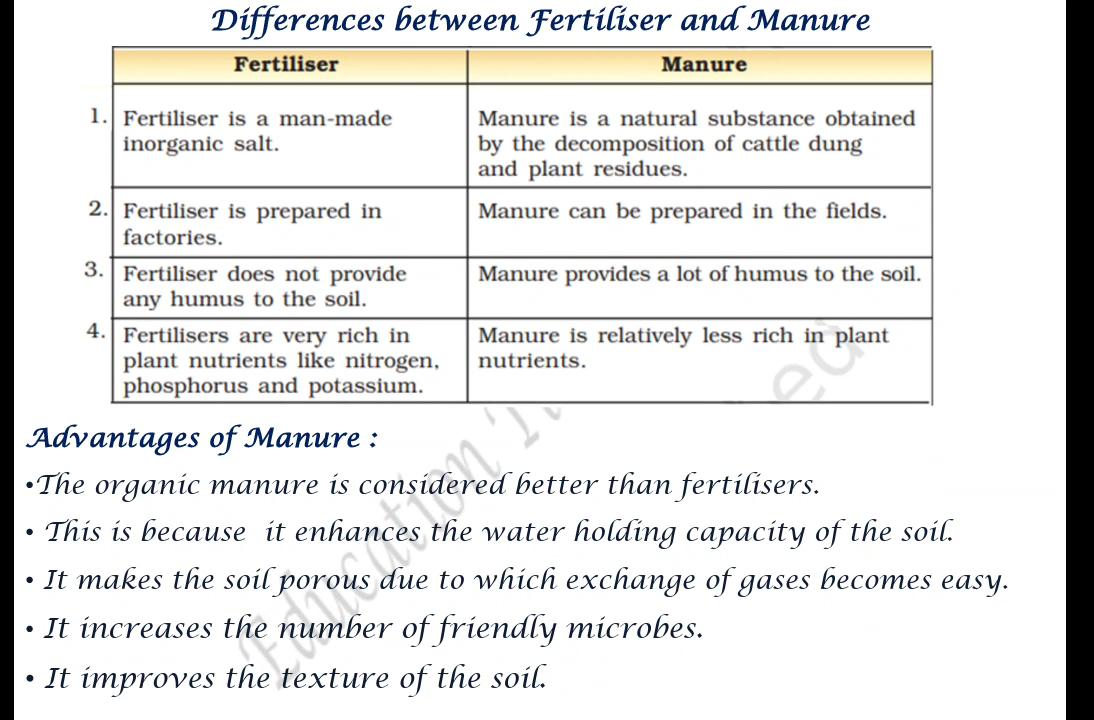 Differences between Fertiliser and Manure
Fertiliser Manure
1. Fertiliser is a man-made Manure is a natural substance obtained
inorganic salt. by the decomposition of cattle dung
and plant residues.
2. Fertiliser is prepared in Manure can be prepared in the fields.
factories.
3. Fertiliser does not provide Manure provides a lot of humus to the soil.
any humus to the soil.
4. Fertilisers are very rich in Manure is relatively less rich in plant
plant nutrients like nitrogen, nutrients.
phosphorus and potassium.
Advantages of Manure :
•The organic manure is considered better than fertilisers.
• This is because it enhances the water holding capacity of the soil.
• It makes the soil porous due to which exchange of gases becomes easy.
• It increases the number of friendly microbes.
• It improves the texture of the soil.
Education